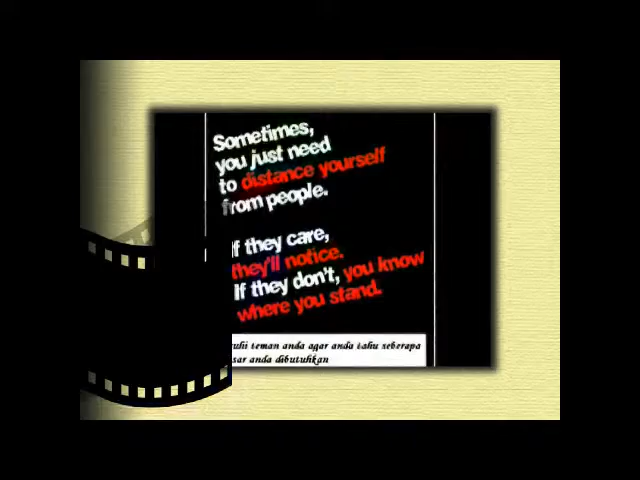 Sometimes,
you just need
to distance yourself
from people.
If they care,
they'll notice.
If they don't, you know
where you stand.
teman anda agar anda tahu seberapa
anda dibutuhkan